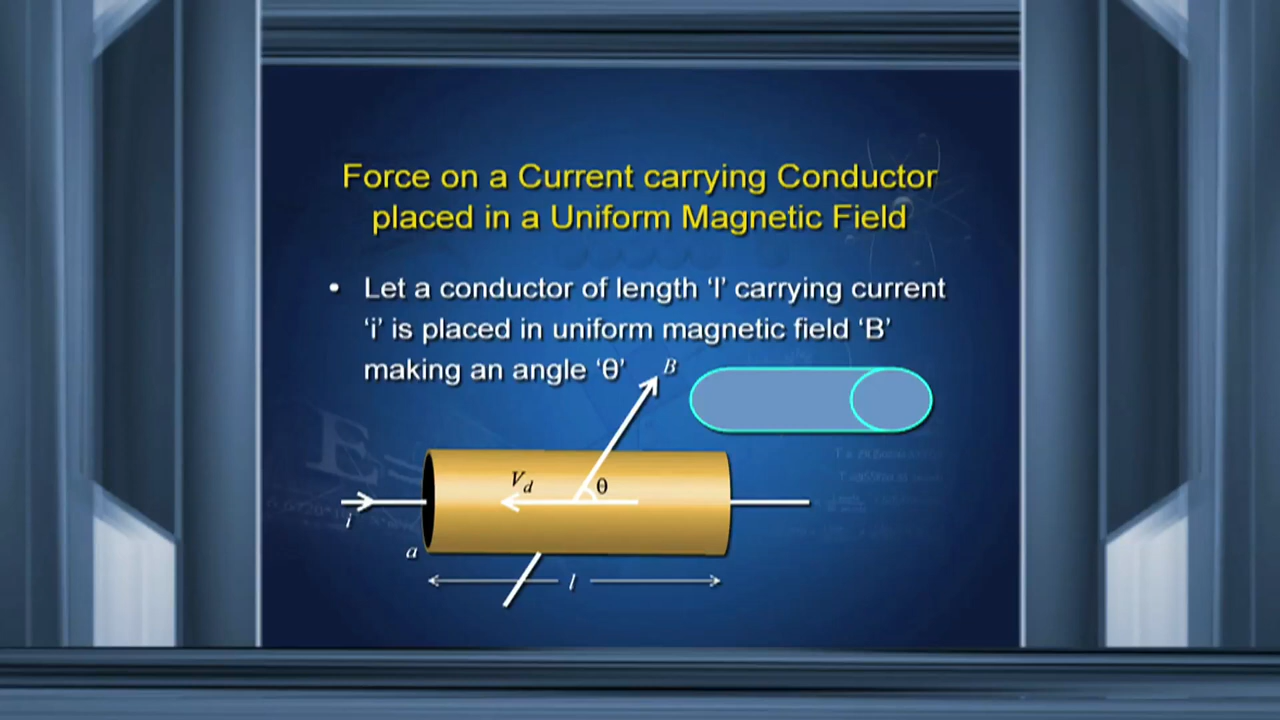 Force on a Current carrying Conductor
placed in a Uniform Magnetic Field
• Let a conductor of length ‘l’ carrying current
‘i’ is placed in uniform magnetic field ‘B’
making an angle ‘θ’
B
V_d
θ
i
a
l